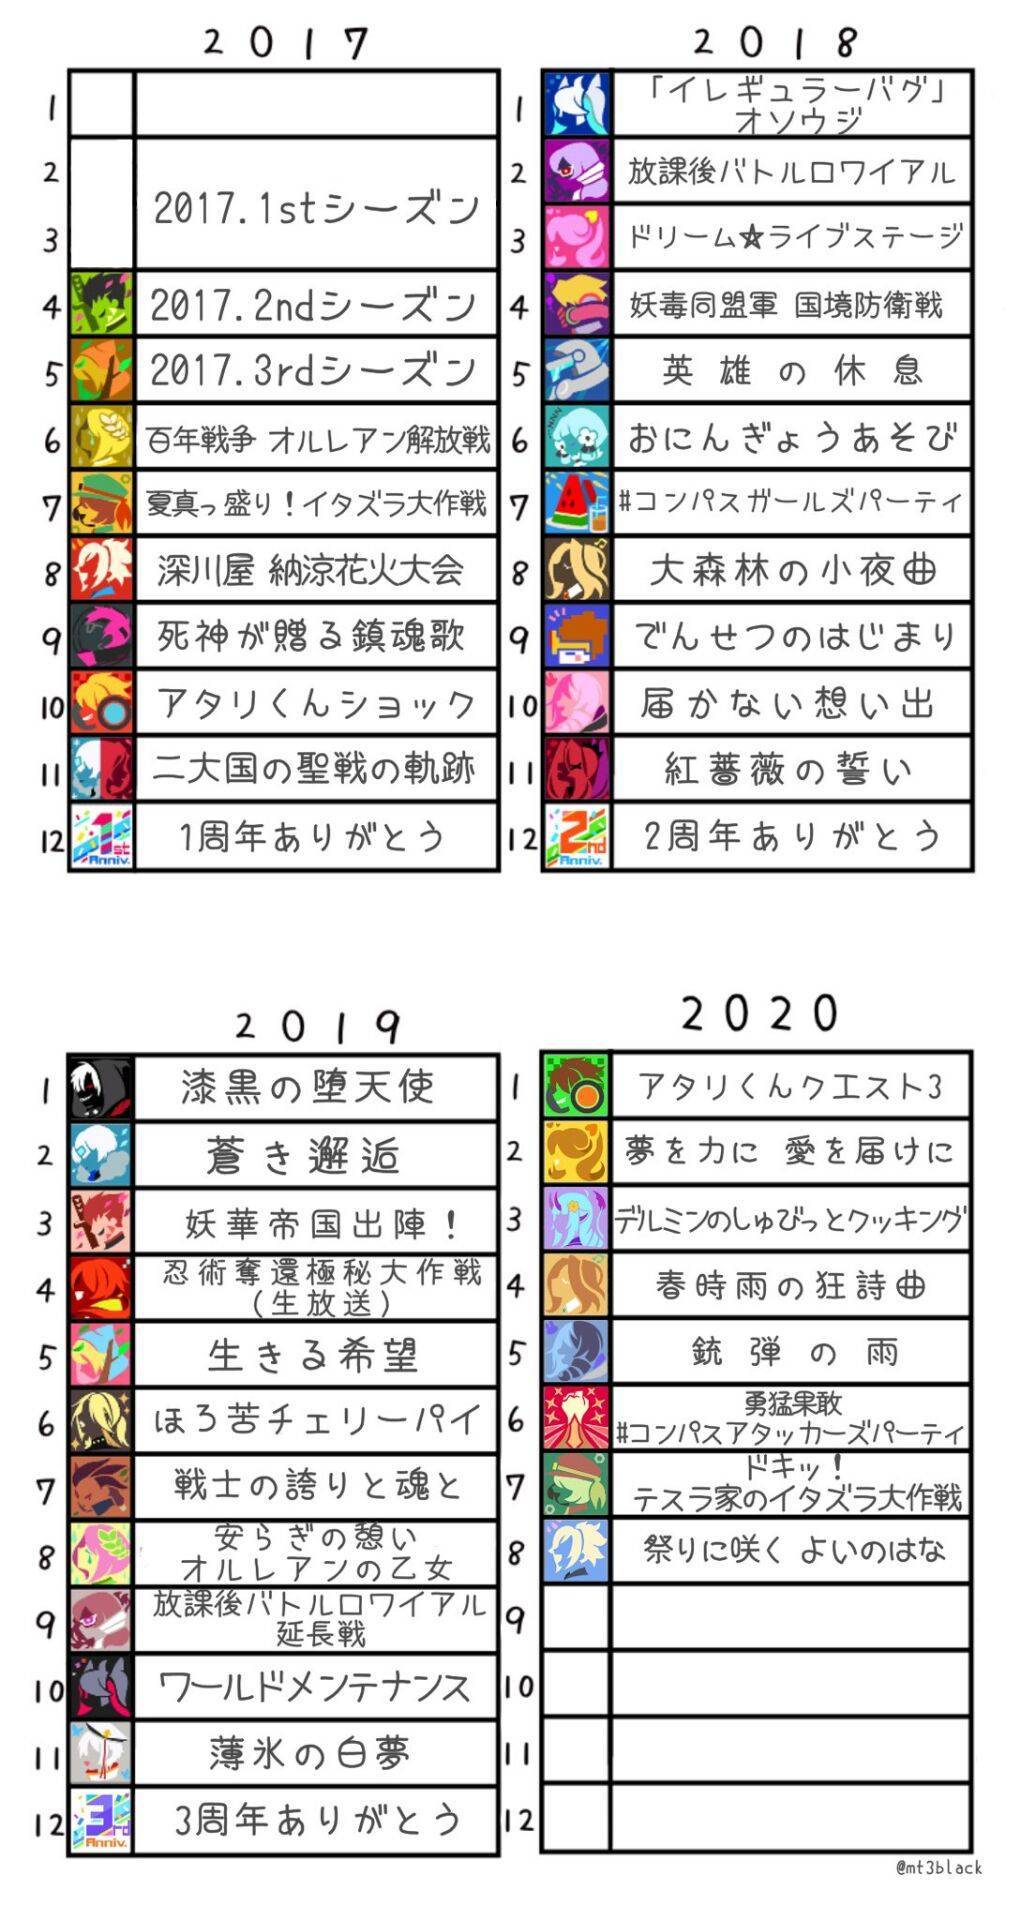 2017
1
2
3
2017.1stシーズン
4
2017.2ndシーズン
5
2017.3rdシーズン
6
百年戦争 オルレアン解放戦
7
夏真っ盛り！イタズラ大作戦
8
深川屋 納涼花火大会
9
死神が贈る鎮魂歌
10
アタリくんショック
11
二大国の聖戦の軌跡
12
1st
Anniv.
1周年ありがとう
2018
1
「イレギュラーバグ」
オソウジ
2
放課後バトルロワイアル
3
ドリーム★ライブステージ
4
妖毒同盟軍 国境防衛戦
5
英雄の休息
6
おにんぎょうあそび
7
#コンパスガールズパーティ
8
大森林の小夜曲
9
でんせつのはじまり
10
届かない想い出
11
紅薔薇の誓い
12
2nd
Anniv.
2周年ありがとう
2019
1
漆黒の堕天使
2
蒼き邂逅
3
妖華帝国出陣！
4
忍術奪還極秘大作戦
(生放送)
5
生きる希望
6
ほろ苦チェリーパイ
7
戦士の誇りと魂と
8
安らぎの憩い
オルレアンの乙女
9
放課後バトルロワイアル
延長戦
10
ワールドメンテナンス
11
薄氷の白夢
12
3rd
Anniv.
3周年ありがとう
2020
1
アタリくんクエスト3
2
夢を力に 愛を届けに
3
デルミンのしゅびっとクッキング
4
春時雨の狂詩曲
5
銃弾の雨
6
勇猛果敢
#コンパスアタッカーズパーティ
7
ドキッ！
テスラ家のイタズラ大作戦
8
祭りに咲く よいのはな
9
10
11
12
@mt3black